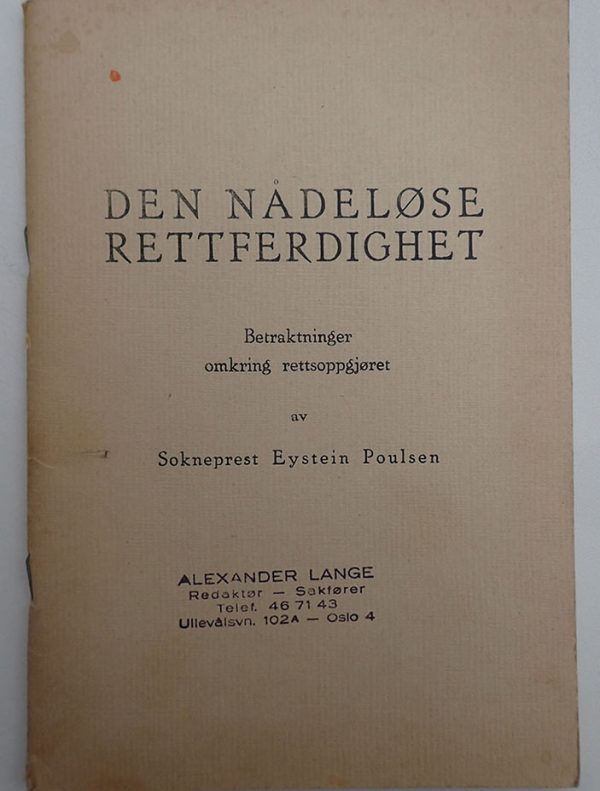 DEN NÅDELØSE
RETTFERDIGHET
Betraktninger
omkring rettsoppgjøret
av
Sokneprest Eystein Poulsen
ALEXANDER LANGE
Redaktør — Sakfører
Telef. 46 71 43
Ullevålsvn. 102A — Oslo 4